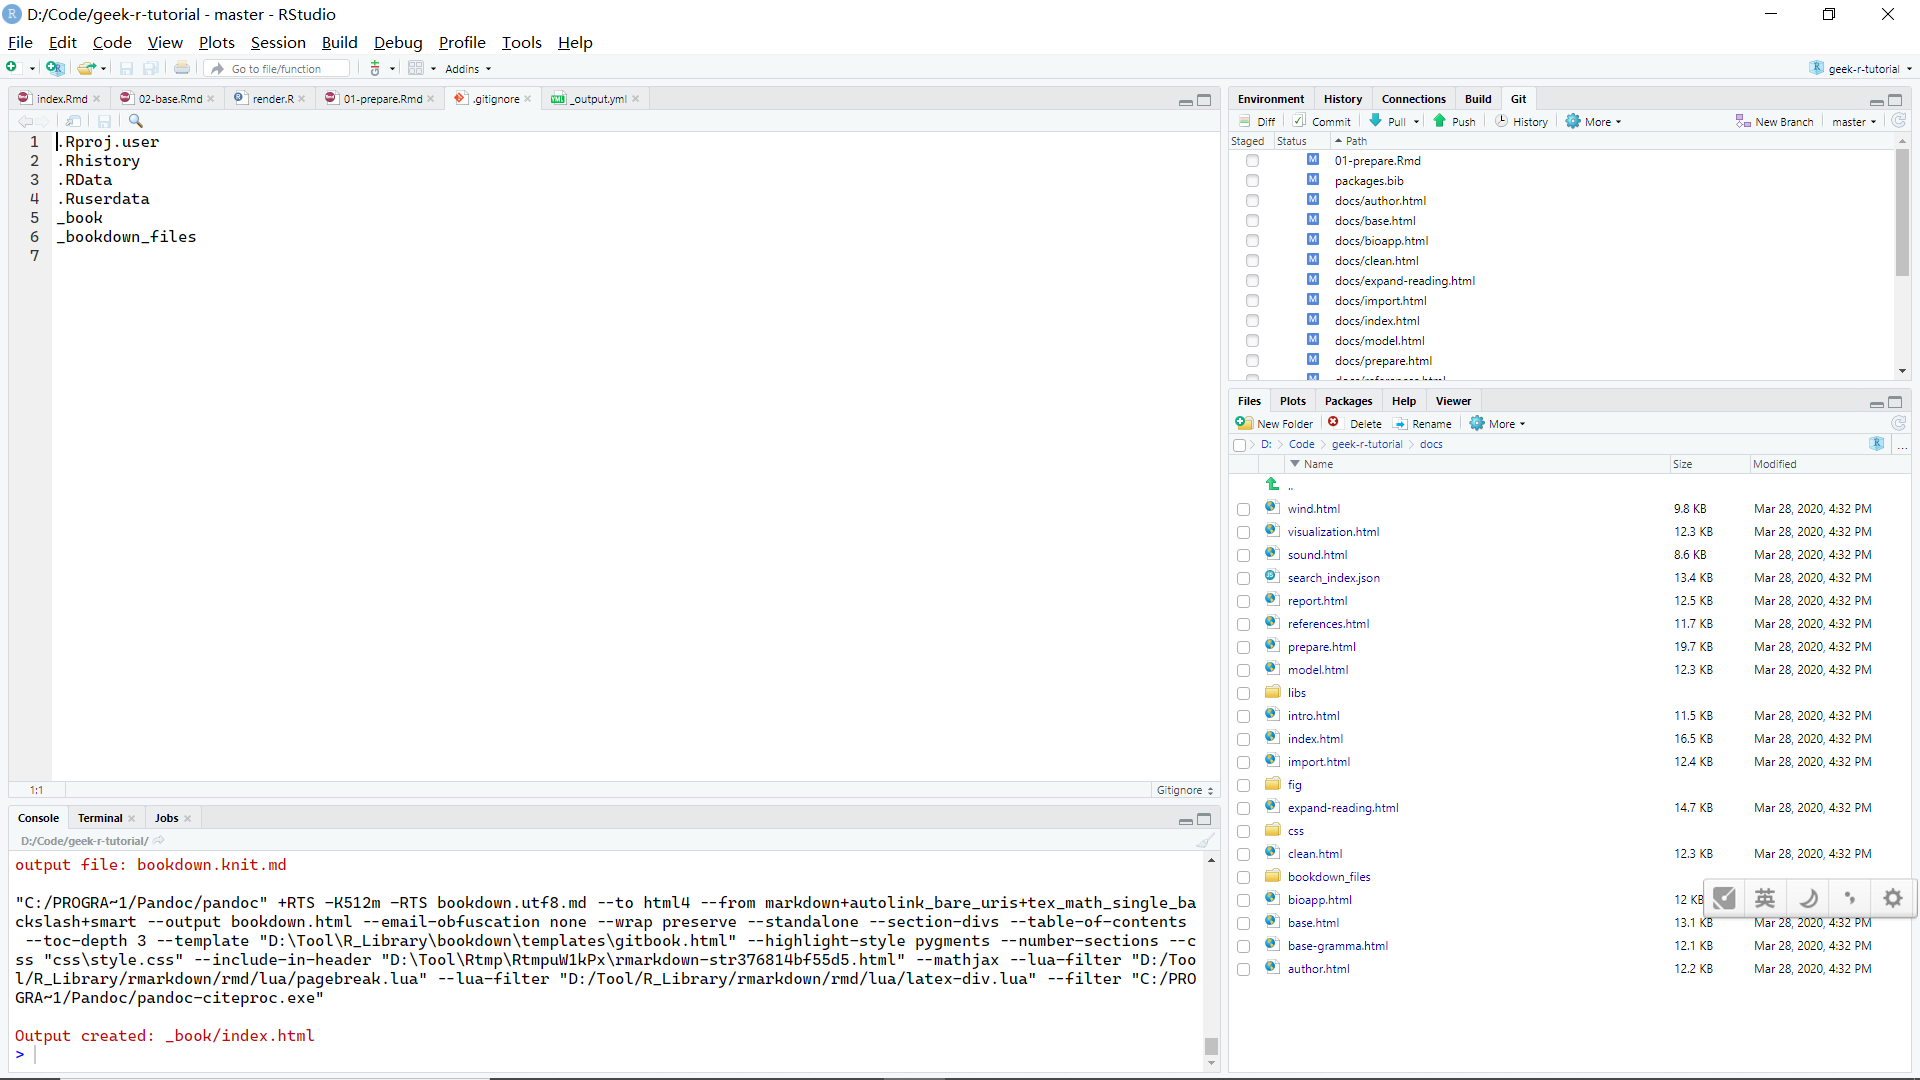 D:/Code/geek-r-tutorial - master - RStudio
File Edit Code View Plots Session Build Debug Profile Tools Help
Go to file/function Addins geek-r-tutorial
index.Rmd 02-base.Rmd render.R 01-prepare.Rmd .gitignore _output.yml
1 .Rproj.user
2 .Rhistory
3 .RData
4 .Ruserdata
5 _book
6 _bookdown_files
7
1:1 Gitignore
Console Terminal Jobs
D:/Code/geek-r-tutorial/
output file: bookdown.knit.md
"C:/PROGRA~1/Pandoc/pandoc" +RTS -K512m -RTS bookdown.utf8.md --to html4 --from markdown+autolink_bare_uris+tex_math_single_ba
ckslash+smart --output bookdown.html --email-obfuscation none --wrap preserve --standalone --section-divs --table-of-contents
--toc-depth 3 --template "D:\Tool\R_Library\bookdown\templates\gitbook.html" --highlight-style pygments --number-sections --c
ss "css\style.css" --include-in-header "D:\Tool\Rtmp\RtmpuW1kPx\rmarkdown-str376814bf55d5.html" --mathjax --lua-filter "D:/Too
l/R_Library/rmarkdown/rmd/lua/pagebreak.lua" --lua-filter "D:/Tool/R_Library/rmarkdown/rmd/lua/latex-div.lua" --filter "C:/PRO
GRA~1/Pandoc/pandoc-citeproc.exe"
Output created: _book/index.html
>
Environment History Connections Build Git
Diff Commit Pull Push History More New Branch master
Staged Status Path
M 01-prepare.Rmd
M packages.bib
M docs/author.html
M docs/base.html
M docs/bioapp.html
M docs/clean.html
M docs/expand-reading.html
M docs/import.html
M docs/index.html
M docs/model.html
M docs/prepare.html
M docs/references.html
Files Plots Packages Help Viewer
New Folder Delete Rename More
D: Code geek-r-tutorial docs ...
Name Size Modified
..
wind.html 9.8 KB Mar 28, 2020, 4:32 PM
visualization.html 12.3 KB Mar 28, 2020, 4:32 PM
sound.html 8.6 KB Mar 28, 2020, 4:32 PM
search_index.json 13.4 KB Mar 28, 2020, 4:32 PM
report.html 12.5 KB Mar 28, 2020, 4:32 PM
references.html 11.7 KB Mar 28, 2020, 4:32 PM
prepare.html 19.7 KB Mar 28, 2020, 4:32 PM
model.html 12.3 KB Mar 28, 2020, 4:32 PM
libs
intro.html 11.5 KB Mar 28, 2020, 4:32 PM
index.html 16.5 KB Mar 28, 2020, 4:32 PM
import.html 12.4 KB Mar 28, 2020, 4:32 PM
fig
expand-reading.html 14.7 KB Mar 28, 2020, 4:32 PM
css
clean.html 12.3 KB Mar 28, 2020, 4:32 PM
bookdown_files
bioapp.html 12 KB
英
base.html 13.1 KB Mar 28, 2020, 4:32 PM
base-gramma.html 12.1 KB Mar 28, 2020, 4:32 PM
author.html 12.2 KB Mar 28, 2020, 4:32 PM